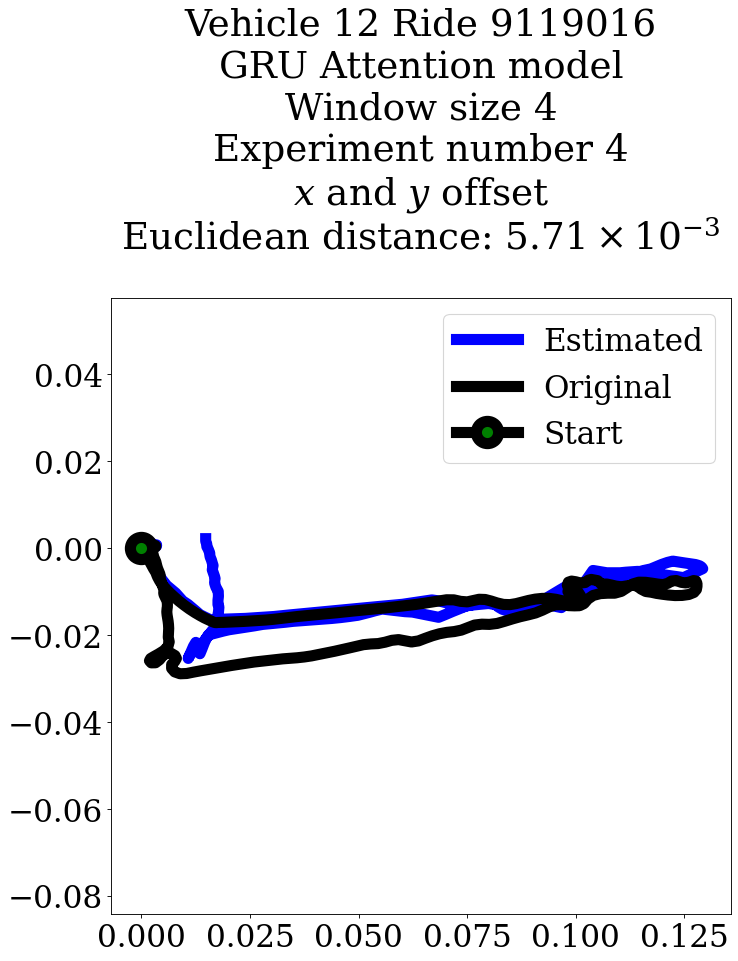 Vehicle 12 Ride 9119016
GRU Attention model
Window size 4
Experiment number 4
x and y offset
Euclidean distance: 5.71 × 10⁻³
Estimated
Original
Start
0.04
0.02
0.00
−0.02
−0.04
−0.06
−0.08
0.000 0.025 0.050 0.075 0.100 0.125